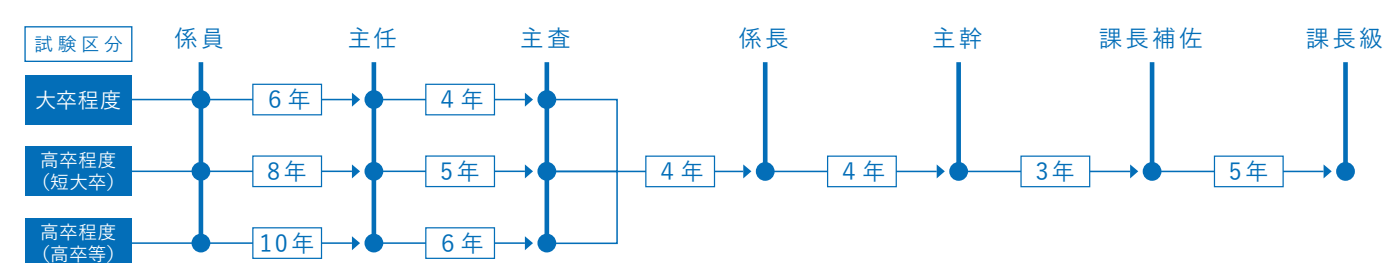 試験区分 係員 主任 主査 係長 主幹 課長補佐 課長級
大卒程度 6年 4年
高卒程度
(短大卒) 8年 5年 4年 4年 3年 5年
高卒程度
(高卒等) 10年 6年